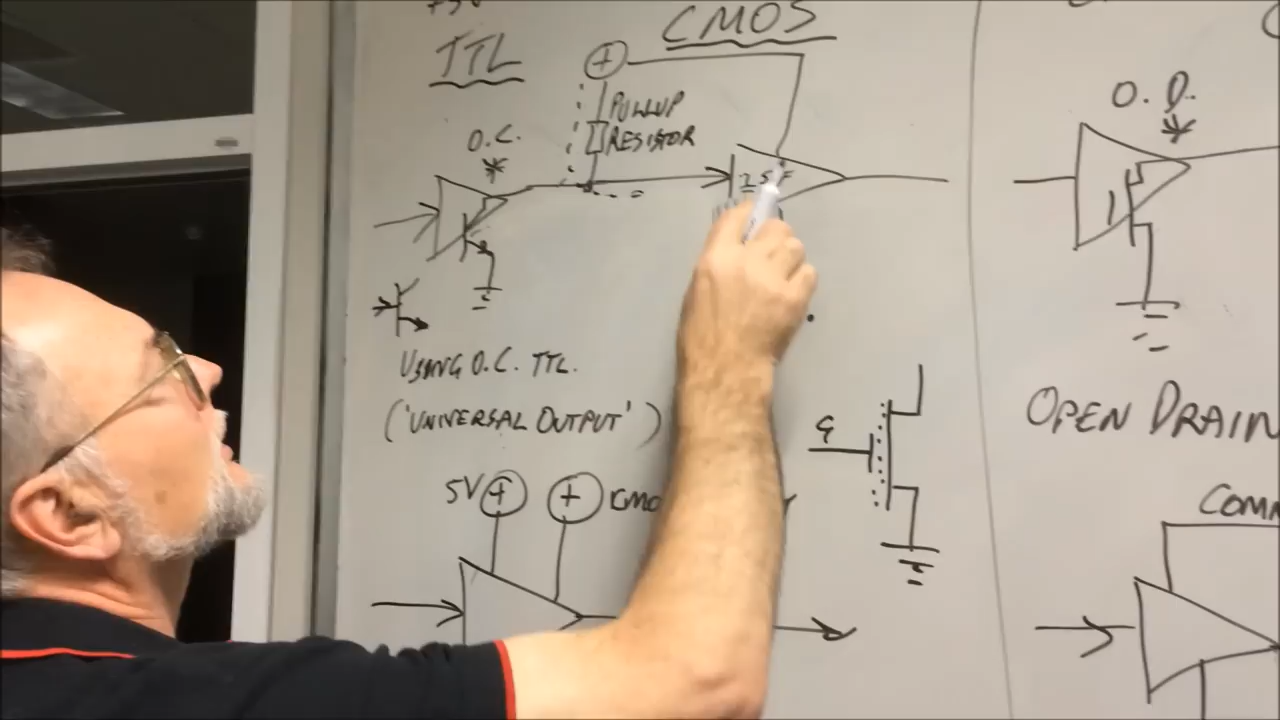 TTL
CMOS
+
PULLUP
RESISTOR
O.C.
*
O. D.
*
USING O.C. TTL.
('UNIVERSAL OUTPUT')
G
OPEN DRAIN
5V + +